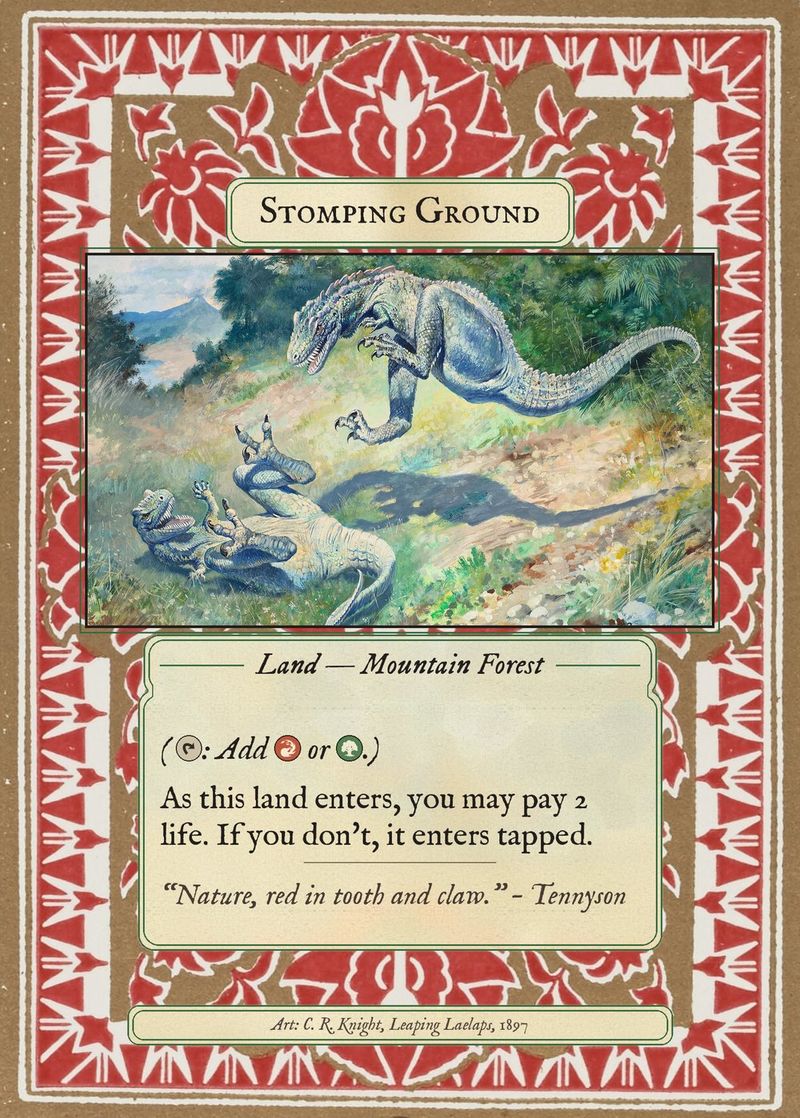 Stomping Ground
Land — Mountain Forest
( : Add or .)
As this land enters, you may pay 2
life. If you don't, it enters tapped.
“Nature, red in tooth and claw.” - Tennyson
Art: C. R. Knight, Leaping Laelaps, 1897